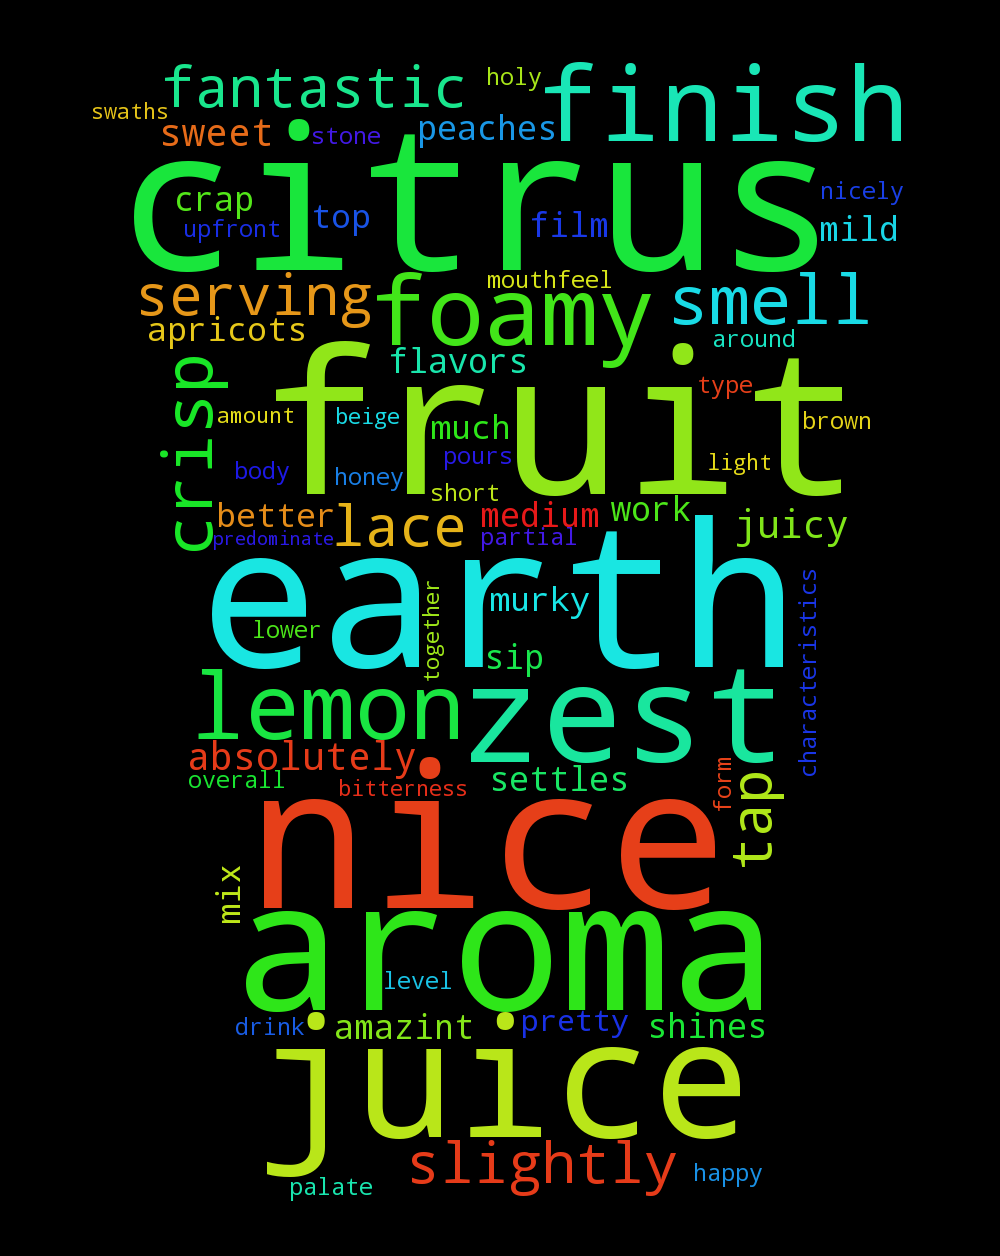 holy
fantastic
finish
swaths
sweet
stone
peaches
citrus
crap
top
film
nicely
upfront
mild
mouthfeel
serving
foamy
smell
apricots
flavors
around
crisp
fruit
type
amount
beige
much
brown
pours
body
honey
light
short
better
lace
medium
work
juicy
predominate
partial
earth
murky
together
characteristics
lower
sip
lemon
zest
absolutely
overall
bitterness
settles
form
tap
nice
mix
aroma
level
drink
amazint
pretty
shines
juice
slightly
palate
happy